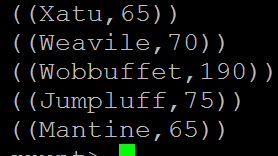 ((Xatu,65))
((Weavile,70))
((Wobbuffet,190))
((Jumpluff,75))
((Mantine,65))